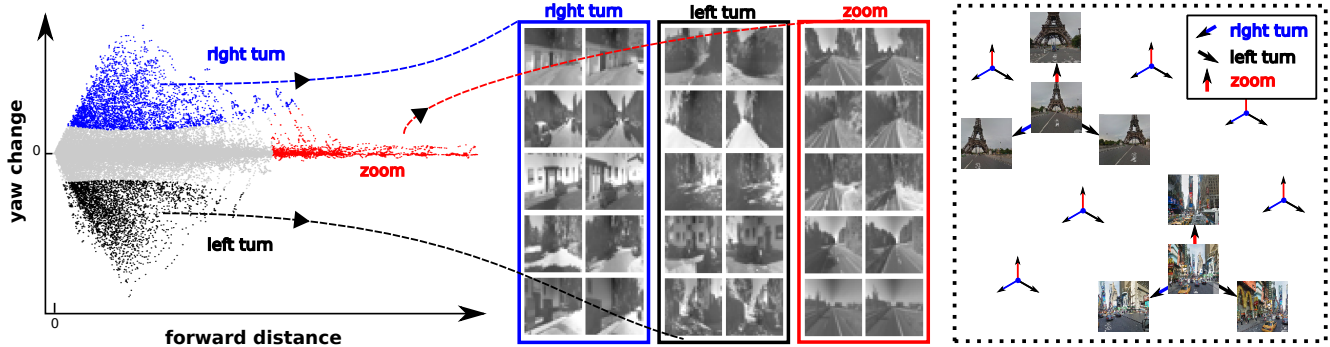 yaw change
0
0
forward distance
right turn
zoom
left turn
right turn
left turn
zoom
right turn
left turn
zoom